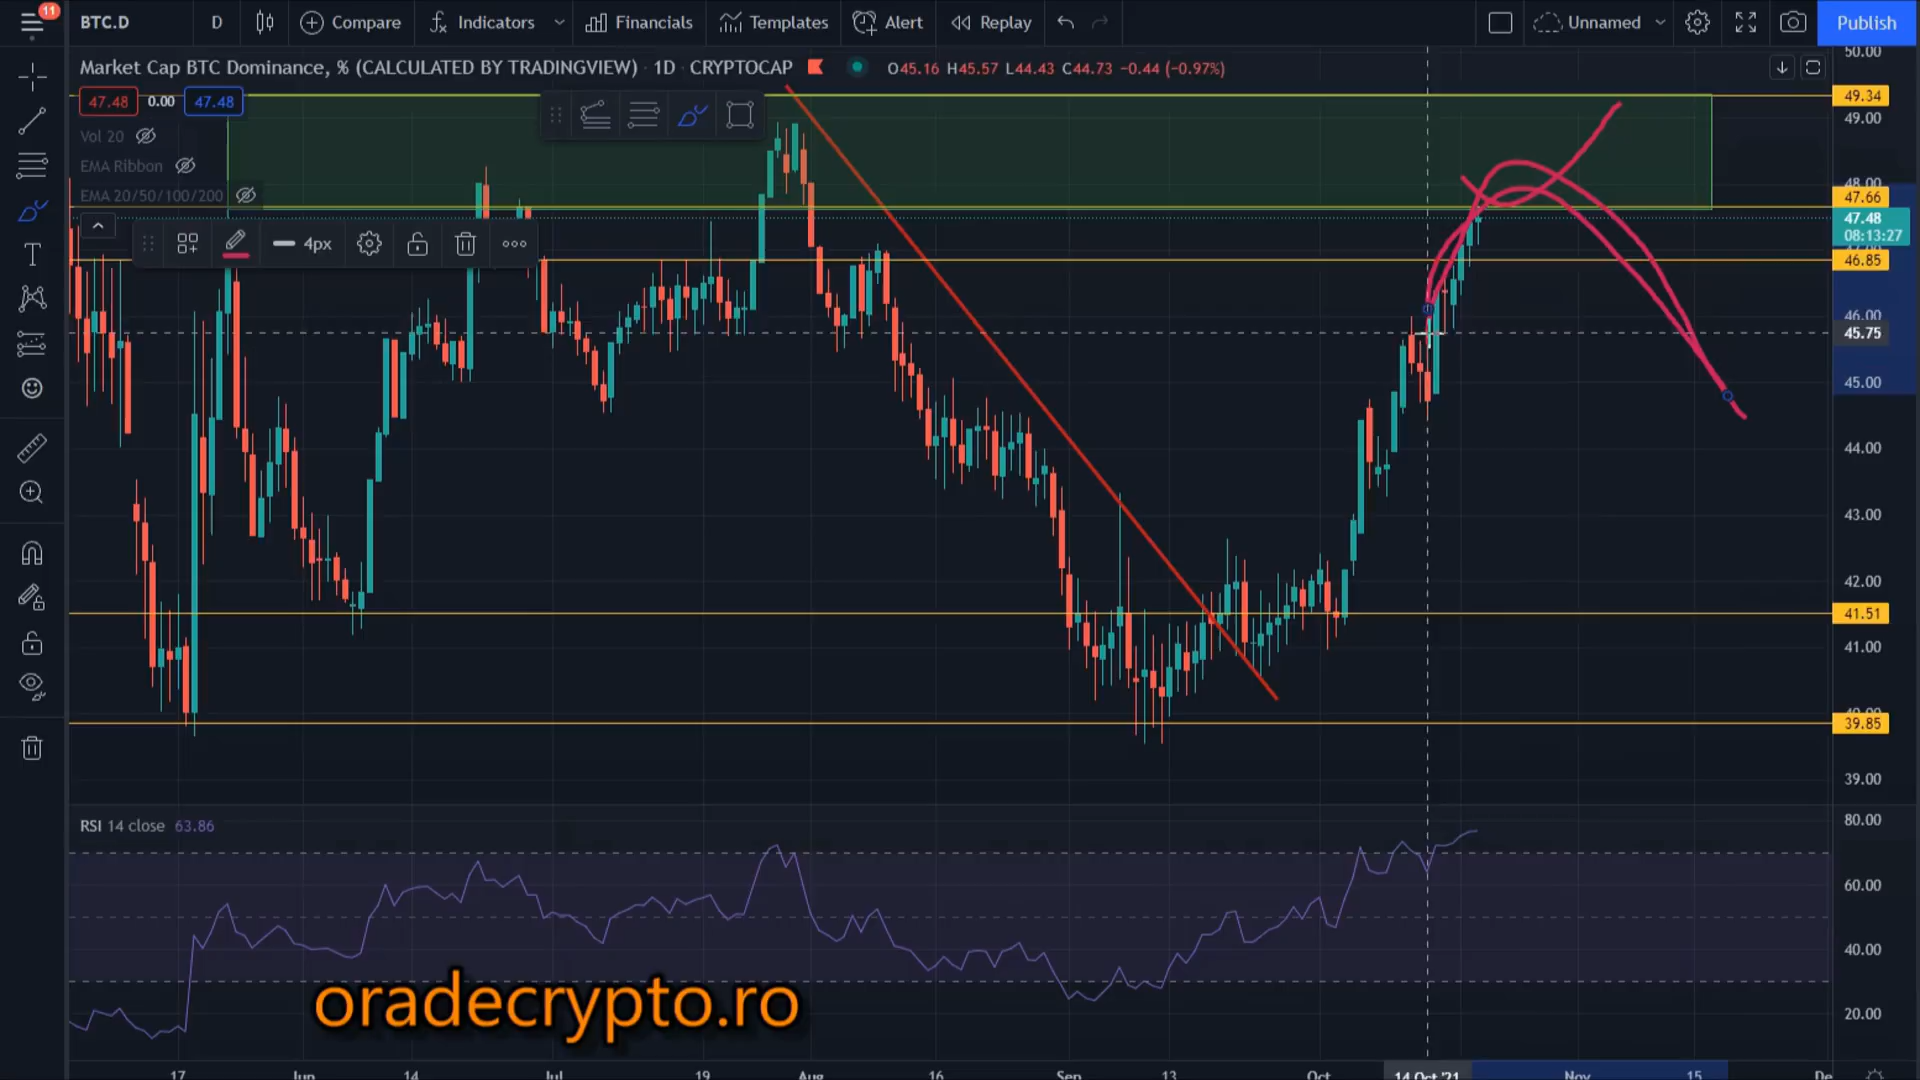 11 BTC.D D Compare Indicators Financials Templates Alert Replay Unnamed Publish
Market Cap BTC Dominance, % (CALCULATED BY TRADINGVIEW) · 1D · CRYPTOCAP O45.16 H45.57 L44.43 C44.73 −0.44 (−0.97%)
47.48 0.00 47.48
Vol 20
EMA Ribbon
EMA 20/50/100/200
4px
50.00
49.34
49.00
48.00
47.66
47.48
08:13:27
46.85
46.00
45.75
45.00
44.00
43.00
42.00
41.51
41.00
39.85
39.00
RSI 14 close 63.86
80.00
60.00
40.00
20.00
oradecrypto.ro
17 Jun 14 Jul 19 Aug 16 Sep 13 Oct 14 Oct '21 Nov 15